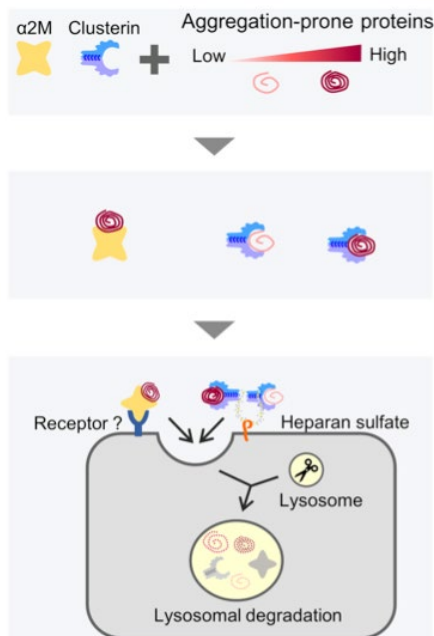 α2M Clusterin
Aggregation-prone proteins
Low High
Receptor ?
Heparan sulfate
Lysosome
Lysosomal degradation